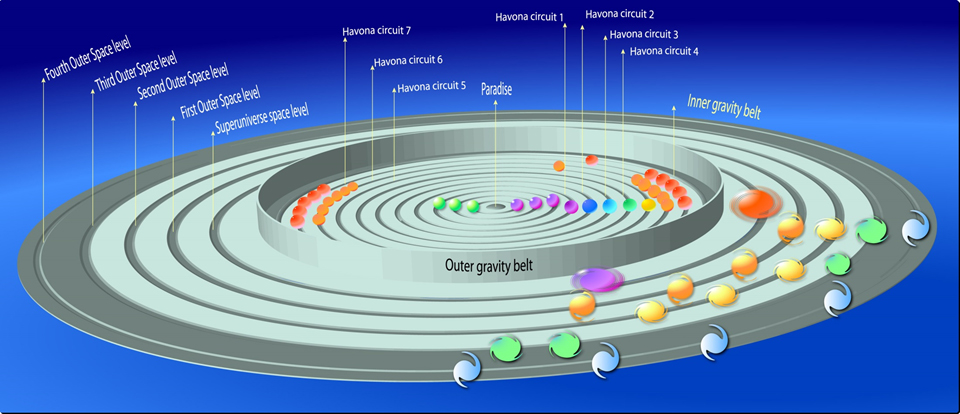 Havona circuit 1
Havona circuit 2
Havona circuit 7
Havona circuit 3
Havona circuit 4
Fourth Outer Space level
Third Outer Space level
Havona circuit 6
Second Outer Space level
Havona circuit 5
Paradise
First Outer Space level
Inner gravity belt
Superuniverse space level
Outer gravity belt